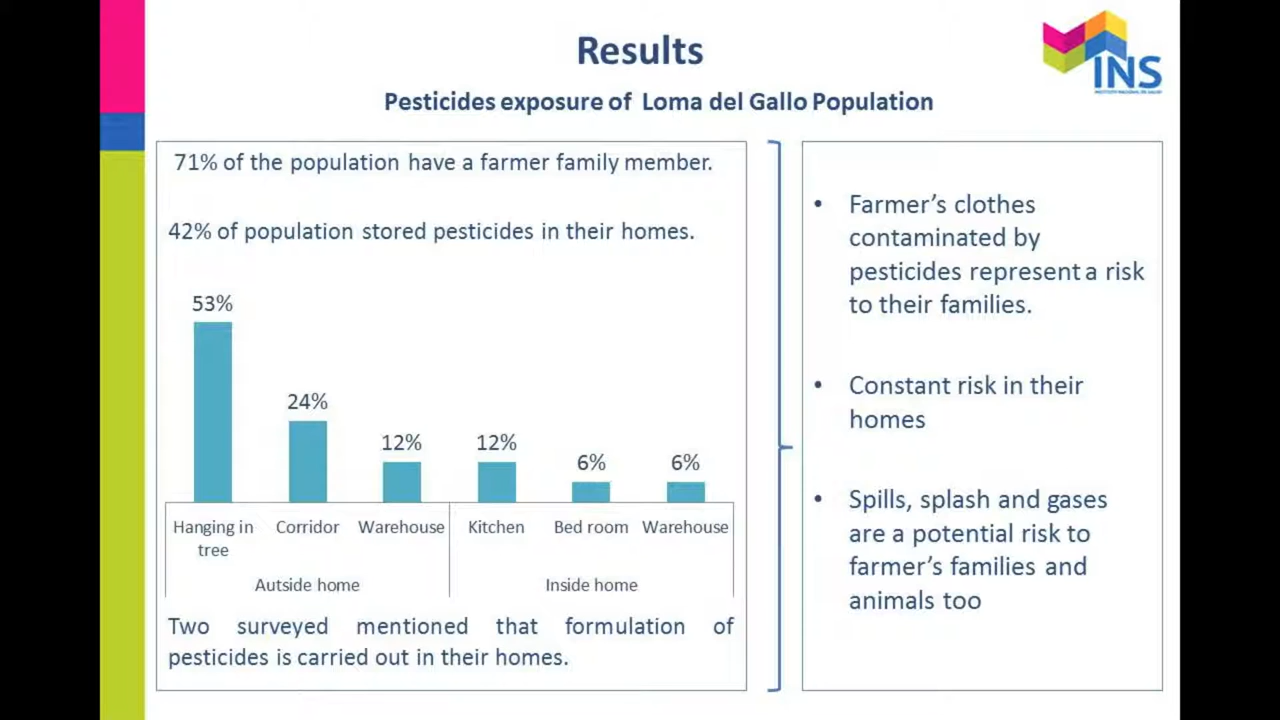 Results
INS
INSTITUTO NACIONAL DE SALUD
Pesticides exposure of Loma del Gallo Population
71% of the population have a farmer family member.
42% of population stored pesticides in their homes.
53%
24%
12%
12%
6%
6%
Hanging in
tree
Corridor
Warehouse
Kitchen
Bed room
Warehouse
Autside home
Inside home
Two surveyed mentioned that formulation of
pesticides is carried out in their homes.
• Farmer's clothes
contaminated by
pesticides represent a risk
to their families.
• Constant risk in their
homes
• Spills, splash and gases
are a potential risk to
farmer's families and
animals too